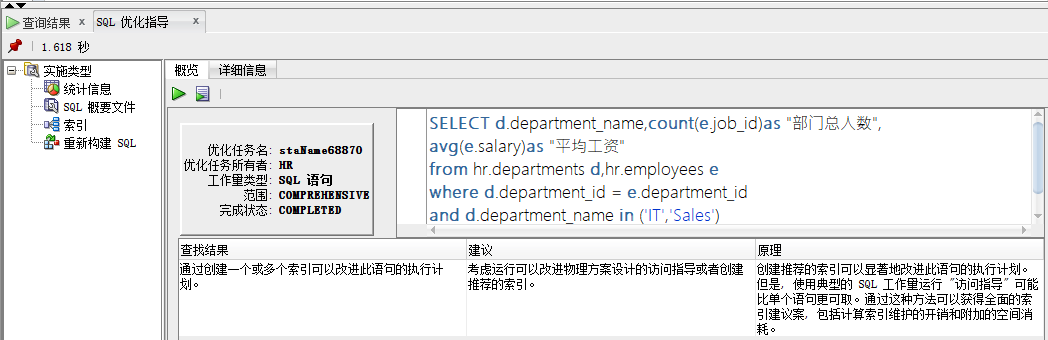 查询结果 x SQL 优化指导 x
1.618 秒
实施类型
统计信息
SQL 概要文件
索引
重新构建 SQL
概览 详细信息
优化任务名: staName68870
优化任务所有者: HR
工作量类型: SQL 语句
范围: COMPREHENSIVE
完成状态: COMPLETED
SELECT d.department_name,count(e.job_id)as "部门总人数",
avg(e.salary)as "平均工资"
from hr.departments d,hr.employees e
where d.department_id = e.department_id
and d.department_name in ('IT','Sales')
查找结果 建议 原理
通过创建一个或多个索引可以改进此语句的执行计
划。
考虑运行可以改进物理方案设计的访问指导或者创建
推荐的索引。
创建推荐的索引可以显著地改进此语句的执行计划。
但是, 使用典型的 SQL 工作量运行 "访问指导" 可能
比单个语句更可取。通过这种方法可以获得全面的索
引建议案, 包括计算索引维护的开销和附加的空间消
耗。